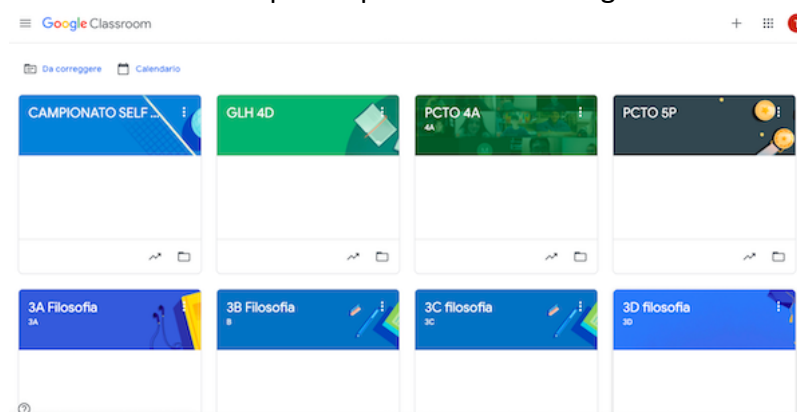 Google Classroom
Da correggere Calendario
CAMPIONATO SELF ...
GLH 4D
PCTO 4A
4A
PCTO 5P
3A Filosofia
3A
3B Filosofia
B
3C filosofia
3C
3D filosofia
3D